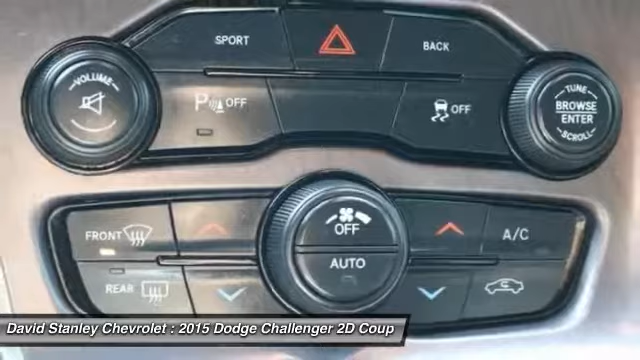 SPORT
BACK
VOLUME
P OFF
OFF
TUNE
BROWSE
ENTER
SCROLL
FRONT
OFF
A/C
REAR
AUTO
David Stanley Chevrolet : 2015 Dodge Challenger 2D Coup